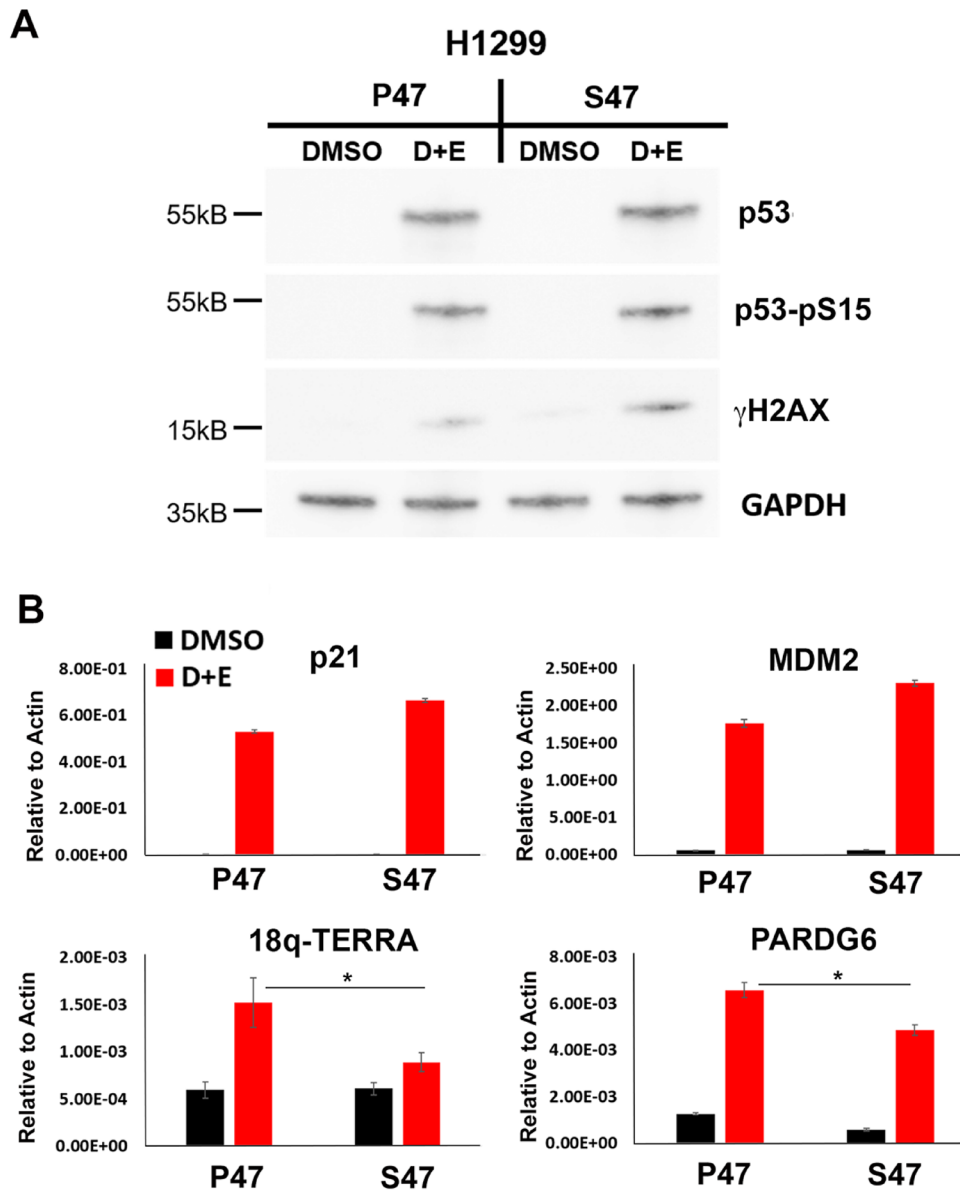 A
H1299
P47 S47
DMSO D+E DMSO D+E
55kB p53
55kB p53-pS15
15kB γH2AX
35kB GAPDH
B
DMSO
D+E
p21
Relative to Actin
8.00E-01
6.00E-01
4.00E-01
2.00E-01
0.00E+00
P47 S47
MDM2
Relative to Actin
2.50E+00
2.00E+00
1.50E+00
1.00E+00
5.00E-01
0.00E+00
P47 S47
18q-TERRA
Relative to Actin
2.00E-03
1.50E-03
1.00E-03
5.00E-04
0.00E+00
*
P47 S47
PARDG6
Relative to Actin
8.00E-03
6.00E-03
4.00E-03
2.00E-03
0.00E+00
*
P47 S47